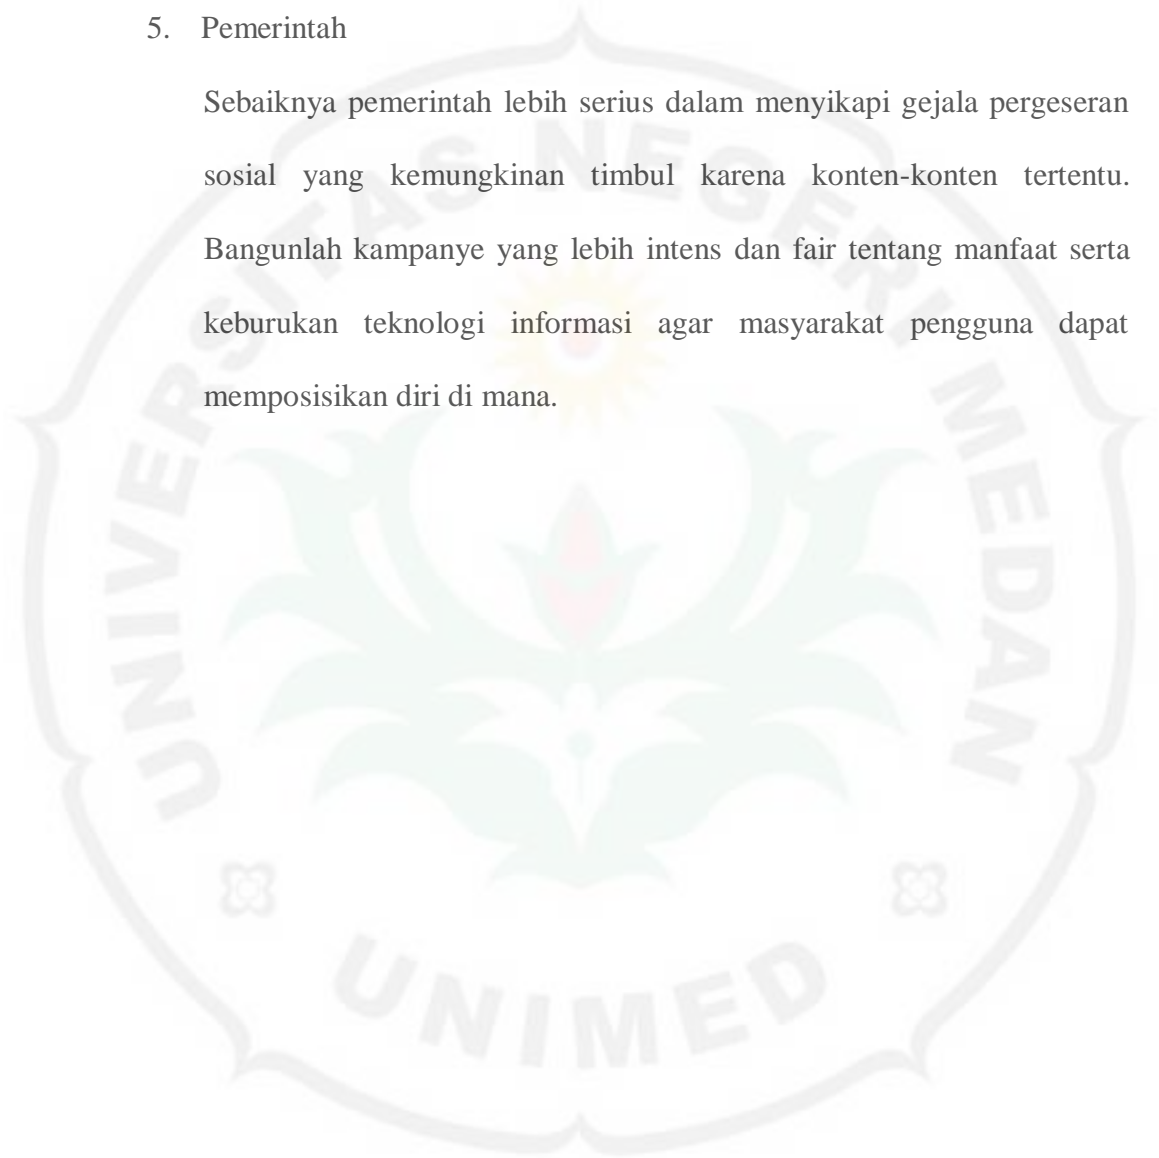 5. Pemerintah
Sebaiknya pemerintah lebih serius dalam menyikapi gejala pergeseran
sosial yang kemungkinan timbul karena konten-konten tertentu.
Bangunlah kampanye yang lebih intens dan fair tentang manfaat serta
keburukan teknologi informasi agar masyarakat pengguna dapat
memposisikan diri di mana.
UNIVERSITAS NEGERI MEDAN
UNIMED